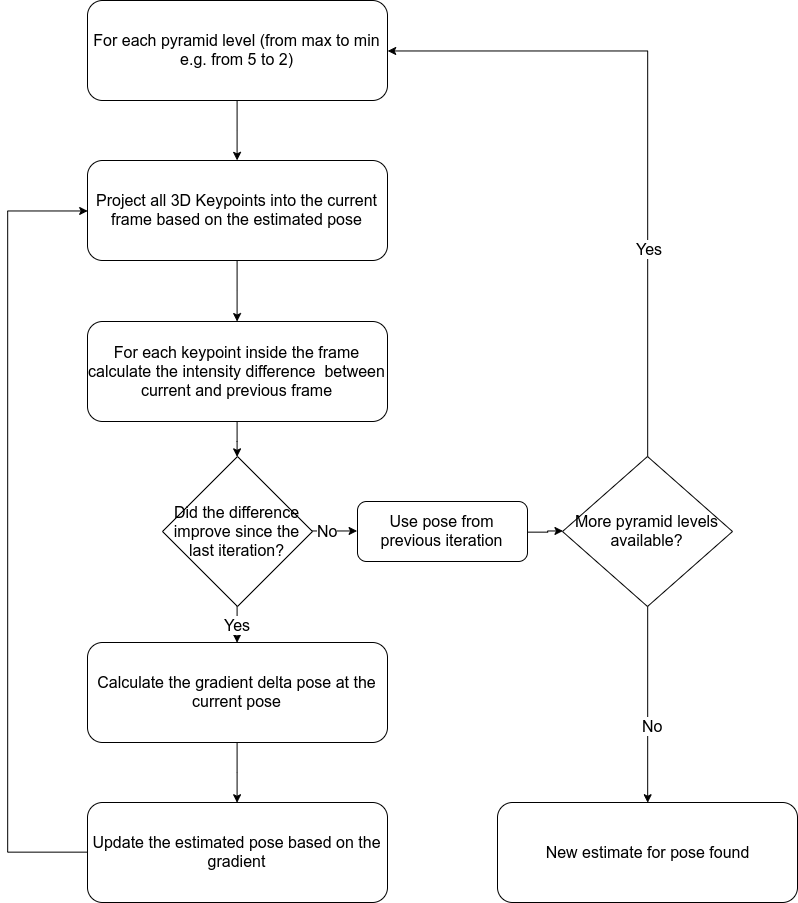 For each pyramid level (from max to min
e.g. from 5 to 2)
Project all 3D Keypoints into the current
frame based on the estimated pose
Yes
For each keypoint inside the frame
calculate the intensity difference  between
current and previous frame
Did the difference
improve since the
last iteration?
No
Use pose from
previous iteration
More pyramid levels
available?
Yes
Calculate the gradient delta pose at the
current pose
No
Update the estimated pose based on the
gradient
New estimate for pose found